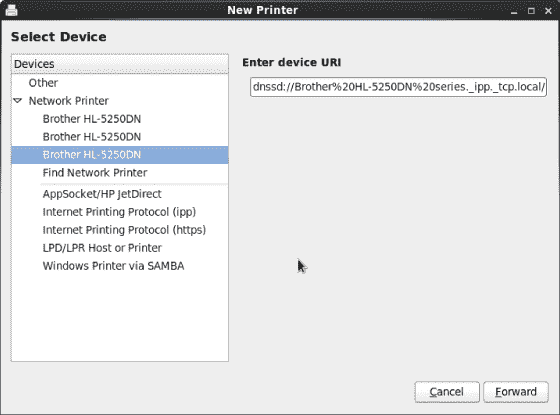 New Printer
Select Device
Devices
Other
Network Printer
Brother HL-5250DN
Brother HL-5250DN
Brother HL-5250DN
Find Network Printer
AppSocket/HP JetDirect
Internet Printing Protocol (ipp)
Internet Printing Protocol (https)
LPD/LPR Host or Printer
Windows Printer via SAMBA
Enter device URI
dnssd://Brother%20HL-5250DN%20series._ipp._tcp.local/
Cancel
Forward